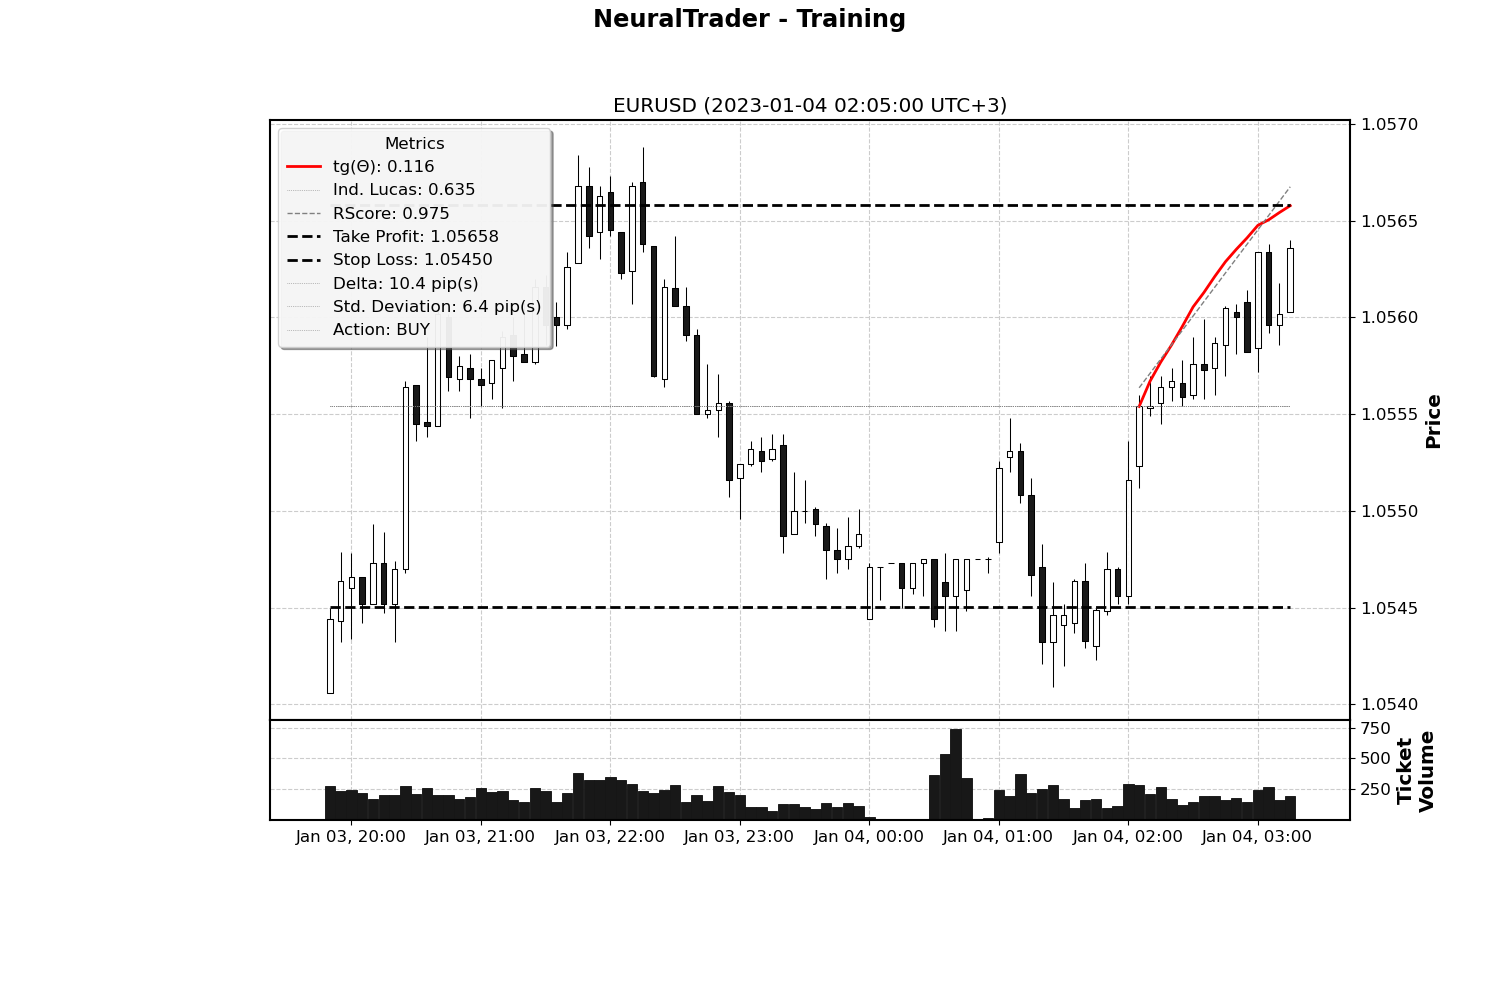 NeuralTrader - Training
EURUSD (2023-01-04 02:05:00 UTC+3)
Metrics
tg(Θ): 0.116
Ind. Lucas: 0.635
RScore: 0.975
Take Profit: 1.05658
Stop Loss: 1.05450
Delta: 10.4 pip(s)
Std. Deviation: 6.4 pip(s)
Action: BUY
1.0570
1.0565
1.0560
1.0555
1.0550
1.0545
1.0540
Price
750
500
250
Ticket
Volume
Jan 03, 20:00
Jan 03, 21:00
Jan 03, 22:00
Jan 03, 23:00
Jan 04, 00:00
Jan 04, 01:00
Jan 04, 02:00
Jan 04, 03:00